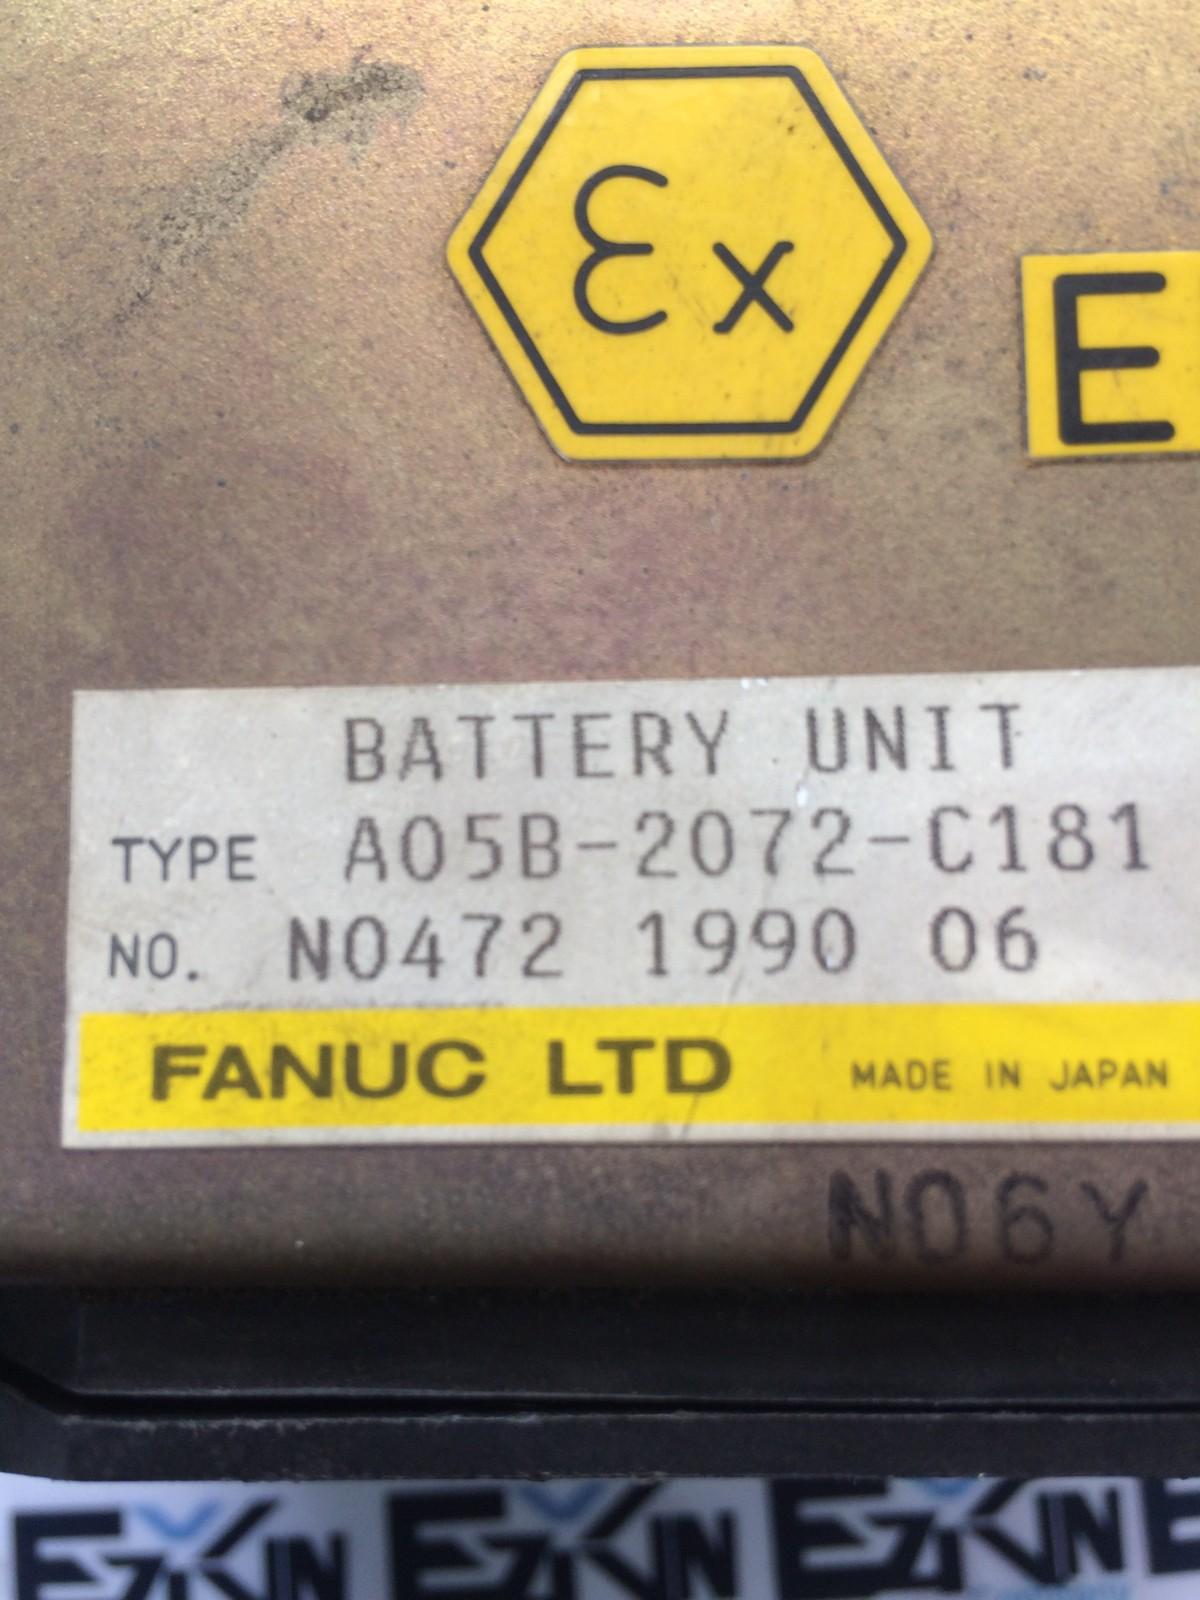 Ex
E
BATTERY UNIT
TYPE A05B-2072-C181
NO. N0472 1990 06
FANUC LTD MADE IN JAPAN
N06Y